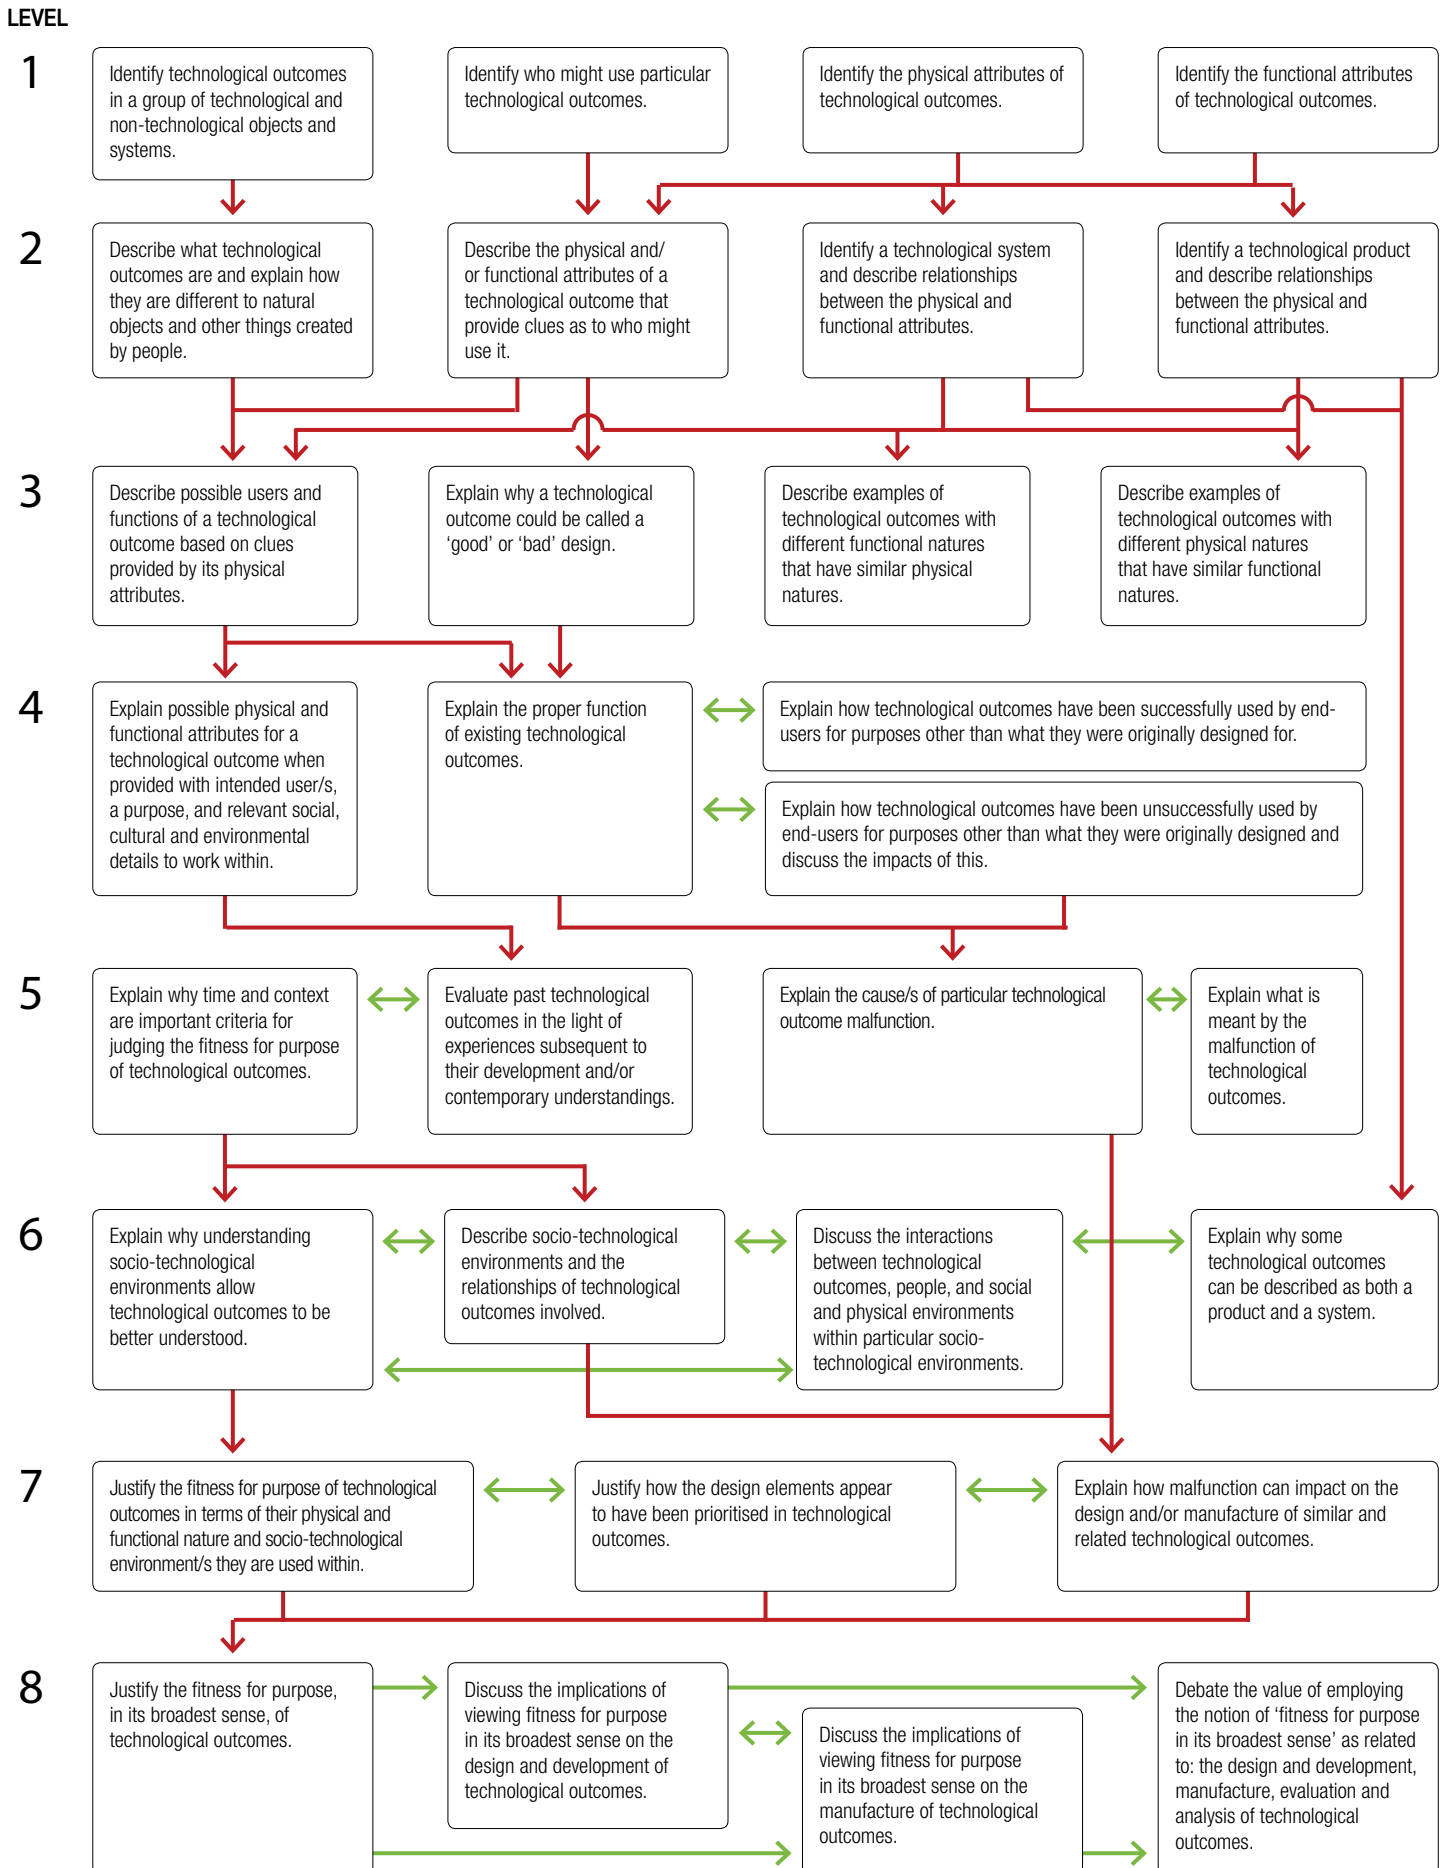 LEVEL
1
Identify technological outcomes
in a group of technological and
non-technological objects and
systems.
Identify who might use particular
technological outcomes.
Identify the physical attributes of
technological outcomes.
Identify the functional attributes
of technological outcomes.
2
Describe what technological
outcomes are and explain how
they are different to natural
objects and other things created
by people.
Describe the physical and/
or functional attributes of a
technological outcome that
provide clues as to who might
use it.
Identify a technological system
and describe relationships
between the physical and
functional attributes.
Identify a technological product
and describe relationships
between the physical and
functional attributes.
3
Describe possible users and
functions of a technological
outcome based on clues
provided by its physical
attributes.
Explain why a technological
outcome could be called a
‘good’ or ‘bad’ design.
Describe examples of
technological outcomes with
different functional natures
that have similar physical
natures.
Describe examples of
technological outcomes with
different physical natures
that have similar functional
natures.
4
Explain possible physical and
functional attributes for a
technological outcome when
provided with intended user/s,
a purpose, and relevant social,
cultural and environmental
details to work within.
Explain the proper function
of existing technological
outcomes.
Explain how technological outcomes have been successfully used by end-
users for purposes other than what they were originally designed for.
Explain how technological outcomes have been unsuccessfully used by
end-users for purposes other than what they were originally designed and
discuss the impacts of this.
5
Explain why time and context
are important criteria for
judging the fitness for purpose
of technological outcomes.
Evaluate past technological
outcomes in the light of
experiences subsequent to
their development and/or
contemporary understandings.
Explain the cause/s of particular technological
outcome malfunction.
Explain what is
meant by the
malfunction of
technological
outcomes.
6
Explain why understanding
socio-technological
environments allow
technological outcomes to be
better understood.
Describe socio-technological
environments and the
relationships of technological
outcomes involved.
Discuss the interactions
between technological
outcomes, people, and social
and physical environments
within particular socio-
technological environments.
Explain why some
technological outcomes
can be described as both a
product and a system.
7
Justify the fitness for purpose of technological
outcomes in terms of their physical and
functional nature and socio-technological
environment/s they are used within.
Justify how the design elements appear
to have been prioritised in technological
outcomes.
Explain how malfunction can impact on the
design and/or manufacture of similar and
related technological outcomes.
8
Justify the fitness for purpose,
in its broadest sense, of
technological outcomes.
Discuss the implications of
viewing fitness for purpose
in its broadest sense on the
design and development of
technological outcomes.
Discuss the implications of
viewing fitness for purpose
in its broadest sense on the
manufacture of technological
outcomes.
Debate the value of employing
the notion of ‘fitness for purpose
in its broadest sense’ as related
to: the design and development,
manufacture, evaluation and
analysis of technological
outcomes.